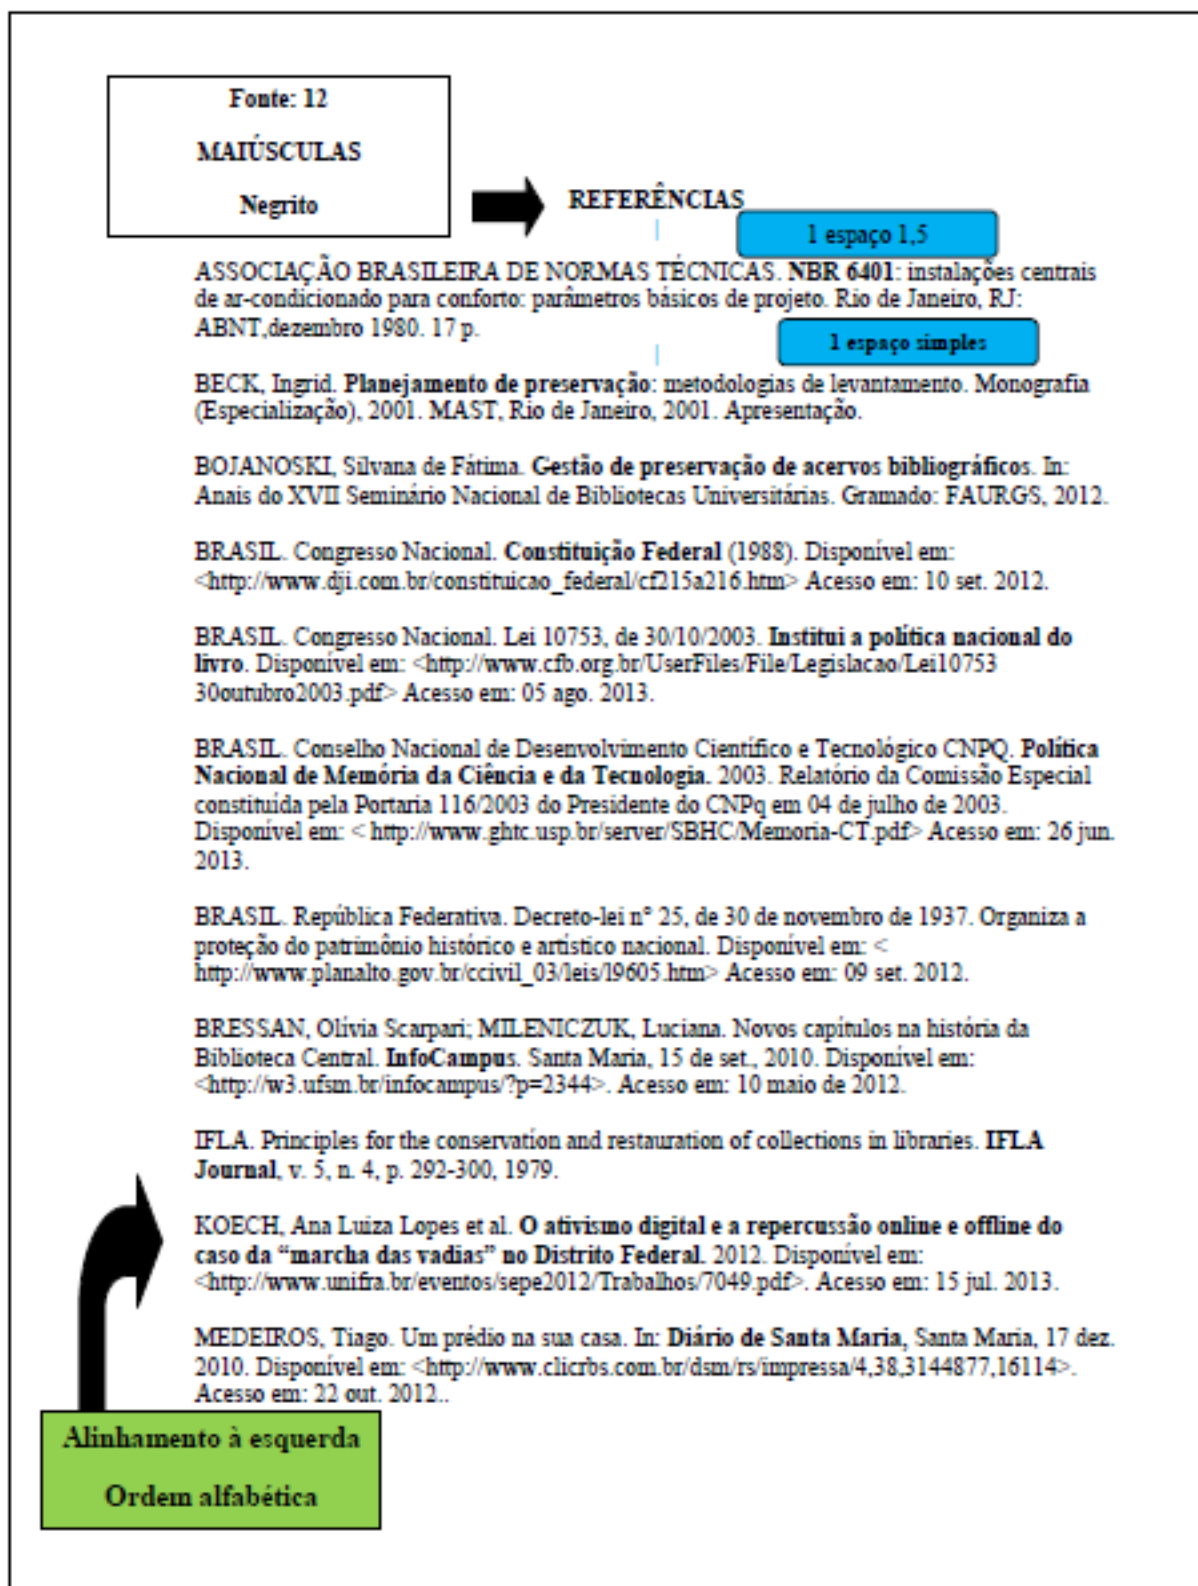 Fonte: 12
MAIÚSCULAS
Negrito
REFERÊNCIAS
1 espaço 1,5
ASSOCIAÇÃO BRASILEIRA DE NORMAS TÉCNICAS. NBR 6401: instalações centrais
de ar-condicionado para conforto: parâmetros básicos de projeto. Rio de Janeiro, RJ:
ABNT,dezembro 1980. 17 p.
1 espaço simples
BECK, Ingrid. Planejamento de preservação: metodologias de levantamento. Monografia
(Especialização), 2001. MAST, Rio de Janeiro, 2001. Apresentação.
BOJANOSKI, Silvana de Fátima. Gestão de preservação de acervos bibliográficos. In:
Anais do XVII Seminário Nacional de Bibliotecas Universitárias. Gramado: FAURGS, 2012.
BRASIL. Congresso Nacional. Constituição Federal (1988). Disponível em:
<http://www.dji.com.br/constituicao_federal/cf215a216.htm> Acesso em: 10 set. 2012.
BRASIL. Congresso Nacional. Lei 10753, de 30/10/2003. Institui a política nacional do
livro. Disponível em: <http://www.cfb.org.br/UserFiles/File/Legislacao/Lei10753
30outubro2003.pdf> Acesso em: 05 ago. 2013.
BRASIL. Conselho Nacional de Desenvolvimento Científico e Tecnológico CNPQ. Política
Nacional de Memória da Ciência e da Tecnologia. 2003. Relatório da Comissão Especial
constituída pela Portaria 116/2003 do Presidente do CNPq em 04 de julho de 2003.
Disponível em: < http://www.ghtc.usp.br/server/SBHC/Memoria-CT.pdf> Acesso em: 26 jun.
2013.
BRASIL. República Federativa. Decreto-lei n° 25, de 30 de novembro de 1937. Organiza a
proteção do patrimônio histórico e artístico nacional. Disponível em: <
http://www.planalto.gov.br/ccivil_03/leis/l9605.htm> Acesso em: 09 set. 2012.
BRESSAN, Olívia Scarpari; MILENICZUK, Luciana. Novos capítulos na história da
Biblioteca Central. InfoCampus. Santa Maria, 15 de set., 2010. Disponível em:
<http://w3.ufsm.br/infocampus/?p=2344>. Acesso em: 10 maio de 2012.
IFLA. Principles for the conservation and restauration of collections in libraries. IFLA
Journal, v. 5, n. 4, p. 292-300, 1979.
KOECH, Ana Luiza Lopes et al. O ativismo digital e a repercussão online e offline do
caso da “marcha das vadias” no Distrito Federal. 2012. Disponível em:
<http://www.unifra.br/eventos/sepe2012/Trabalhos/7049.pdf>. Acesso em: 15 jul. 2013.
MEDEIROS, Tiago. Um prédio na sua casa. In: Diário de Santa Maria, Santa Maria, 17 dez.
2010. Disponível em: <http://www.clicrbs.com.br/dsm/rs/impressa/4,38,3144877,16114>.
Acesso em: 22 out. 2012..
Alinhamento à esquerda
Ordem alfabética